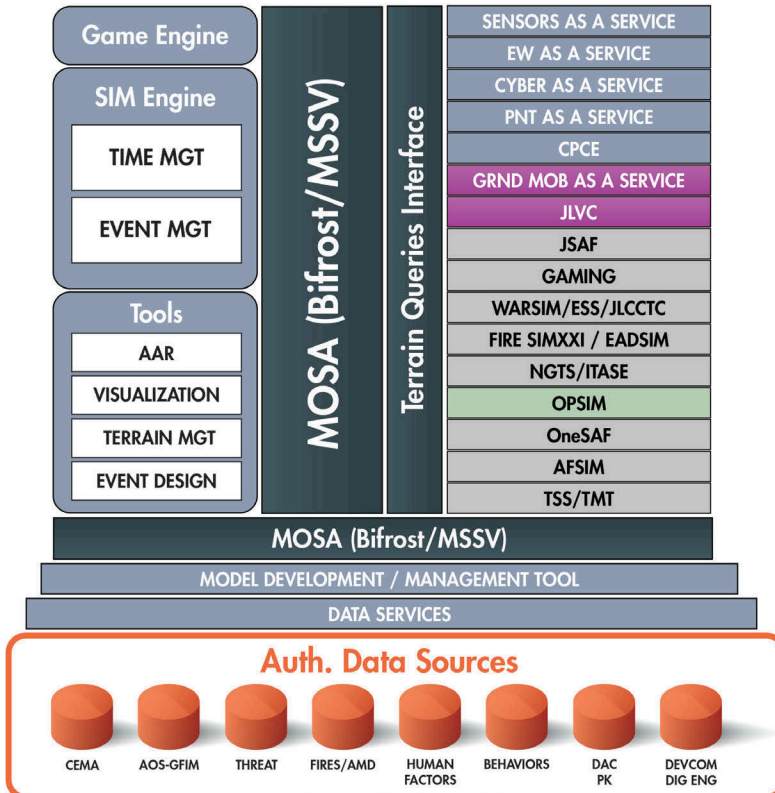 Game Engine
SIM Engine
TIME MGT
EVENT MGT
Tools
AAR
VISUALIZATION
TERRAIN MGT
EVENT DESIGN
MOSA (Bifrost/MSSV)
Terrain Queries Interface
SENSORS AS A SERVICE
EW AS A SERVICE
CYBER AS A SERVICE
PNT AS A SERVICE
CPCE
GRND MOB AS A SERVICE
JLVC
JSAF
GAMING
WARSIM/ESS/JLCCTC
FIRE SIMXXI / EADSIM
NGTS/ITASE
OPSIM
OneSAF
AFSIM
TSS/TMT
MOSA (Bifrost/MSSV)
MODEL DEVELOPMENT / MANAGEMENT TOOL
DATA SERVICES
Auth. Data Sources
CEMA
AOS-GFIM
THREAT
FIRES/AMD
HUMAN
FACTORS
BEHAVIORS
DAC
PK
DEVCOM
DIG ENG